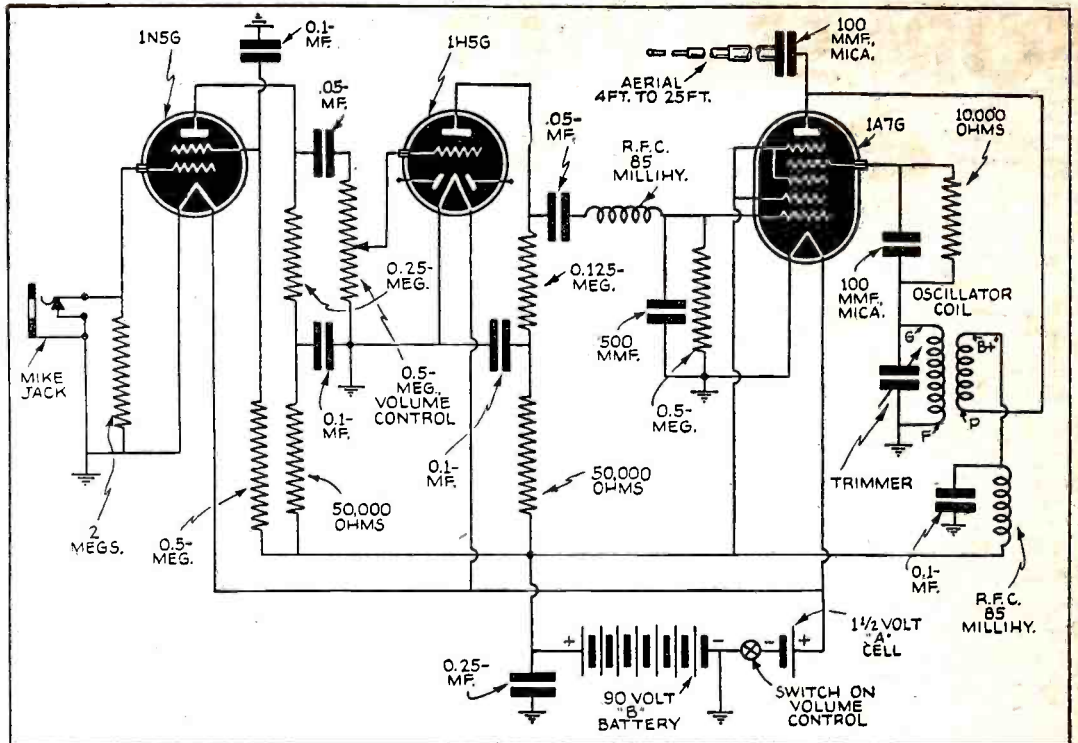 1N5G
0.1-
MF.
1H5G
.05-
MF.
AERIAL
4FT. TO 25FT.
100
MMF.,
MICA.
1A7G
10,000
OHMS
.05-
MF.
R.F.C.
85
MILLIHY.
MIKE
JACK
2
MEGS.
0.5-
MEG.
50,000
OHMS
0.25-
MEG.
0.1-
MF.
0.5-
MEG.,
VOLUME
CONTROL
0.1-
MF.
0.125-
MEG.
50,000
OHMS
500
MMF.
0.5-
MEG.
100
MMF.,
MICA.
OSCILLATOR
COIL
G
B+
F
P
TRIMMER
0.1-
MF.
R.F.C.
85
MILLIHY.
0.25-
MF.
+
-
90 VOLT
"B"
BATTERY
-
+
1 1/2 VOLT
"A"
CELL
SWITCH ON
VOLUME
CONTROL